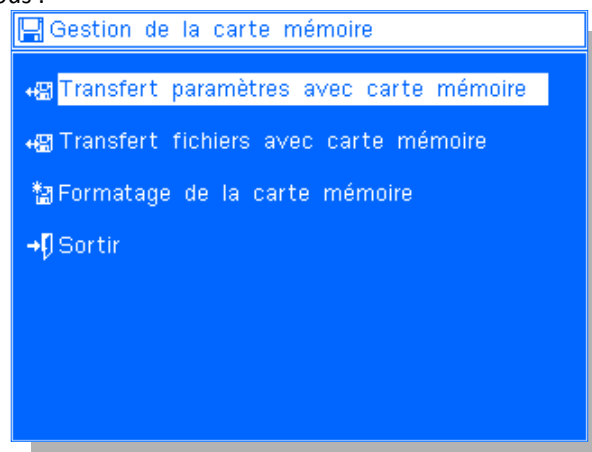 Gestion de la carte mémoire
Transfert paramètres avec carte mémoire
Transfert fichiers avec carte mémoire
Formatage de la carte mémoire
Sortir